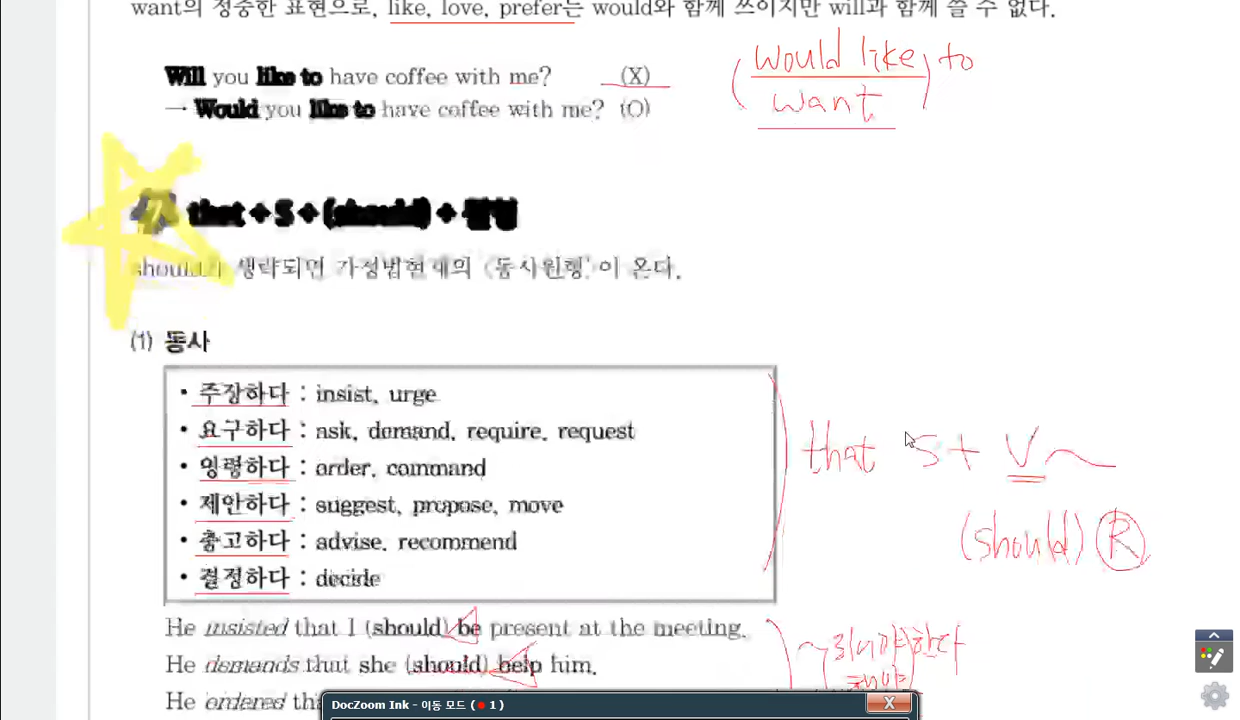 want의 정중한 표현으로, like, love, prefer는 would와 함께 쓰이지만 will과 함께 쓸 수 없다.
Will you like to have coffee with me? (X)
→ Would you like to have coffee with me? (O)
(would like) to
want
7 that + S + (should) + 원형
should가 생략되면 가정법현재의 '동사원형'이 온다.
(1) 동사
• 주장하다 : insist, urge
• 요구하다 : ask, demand, require, request
• 명령하다 : order, command
• 제안하다 : suggest, propose, move
• 충고하다 : advise, recommend
• 결정하다 : decide
that S + V ~
(should) R
He insisted that I (should) be present at the meeting.
He demands that she (should) help him.
He ordered
DocZoom Ink - 이동 모드 ( 1 )
X